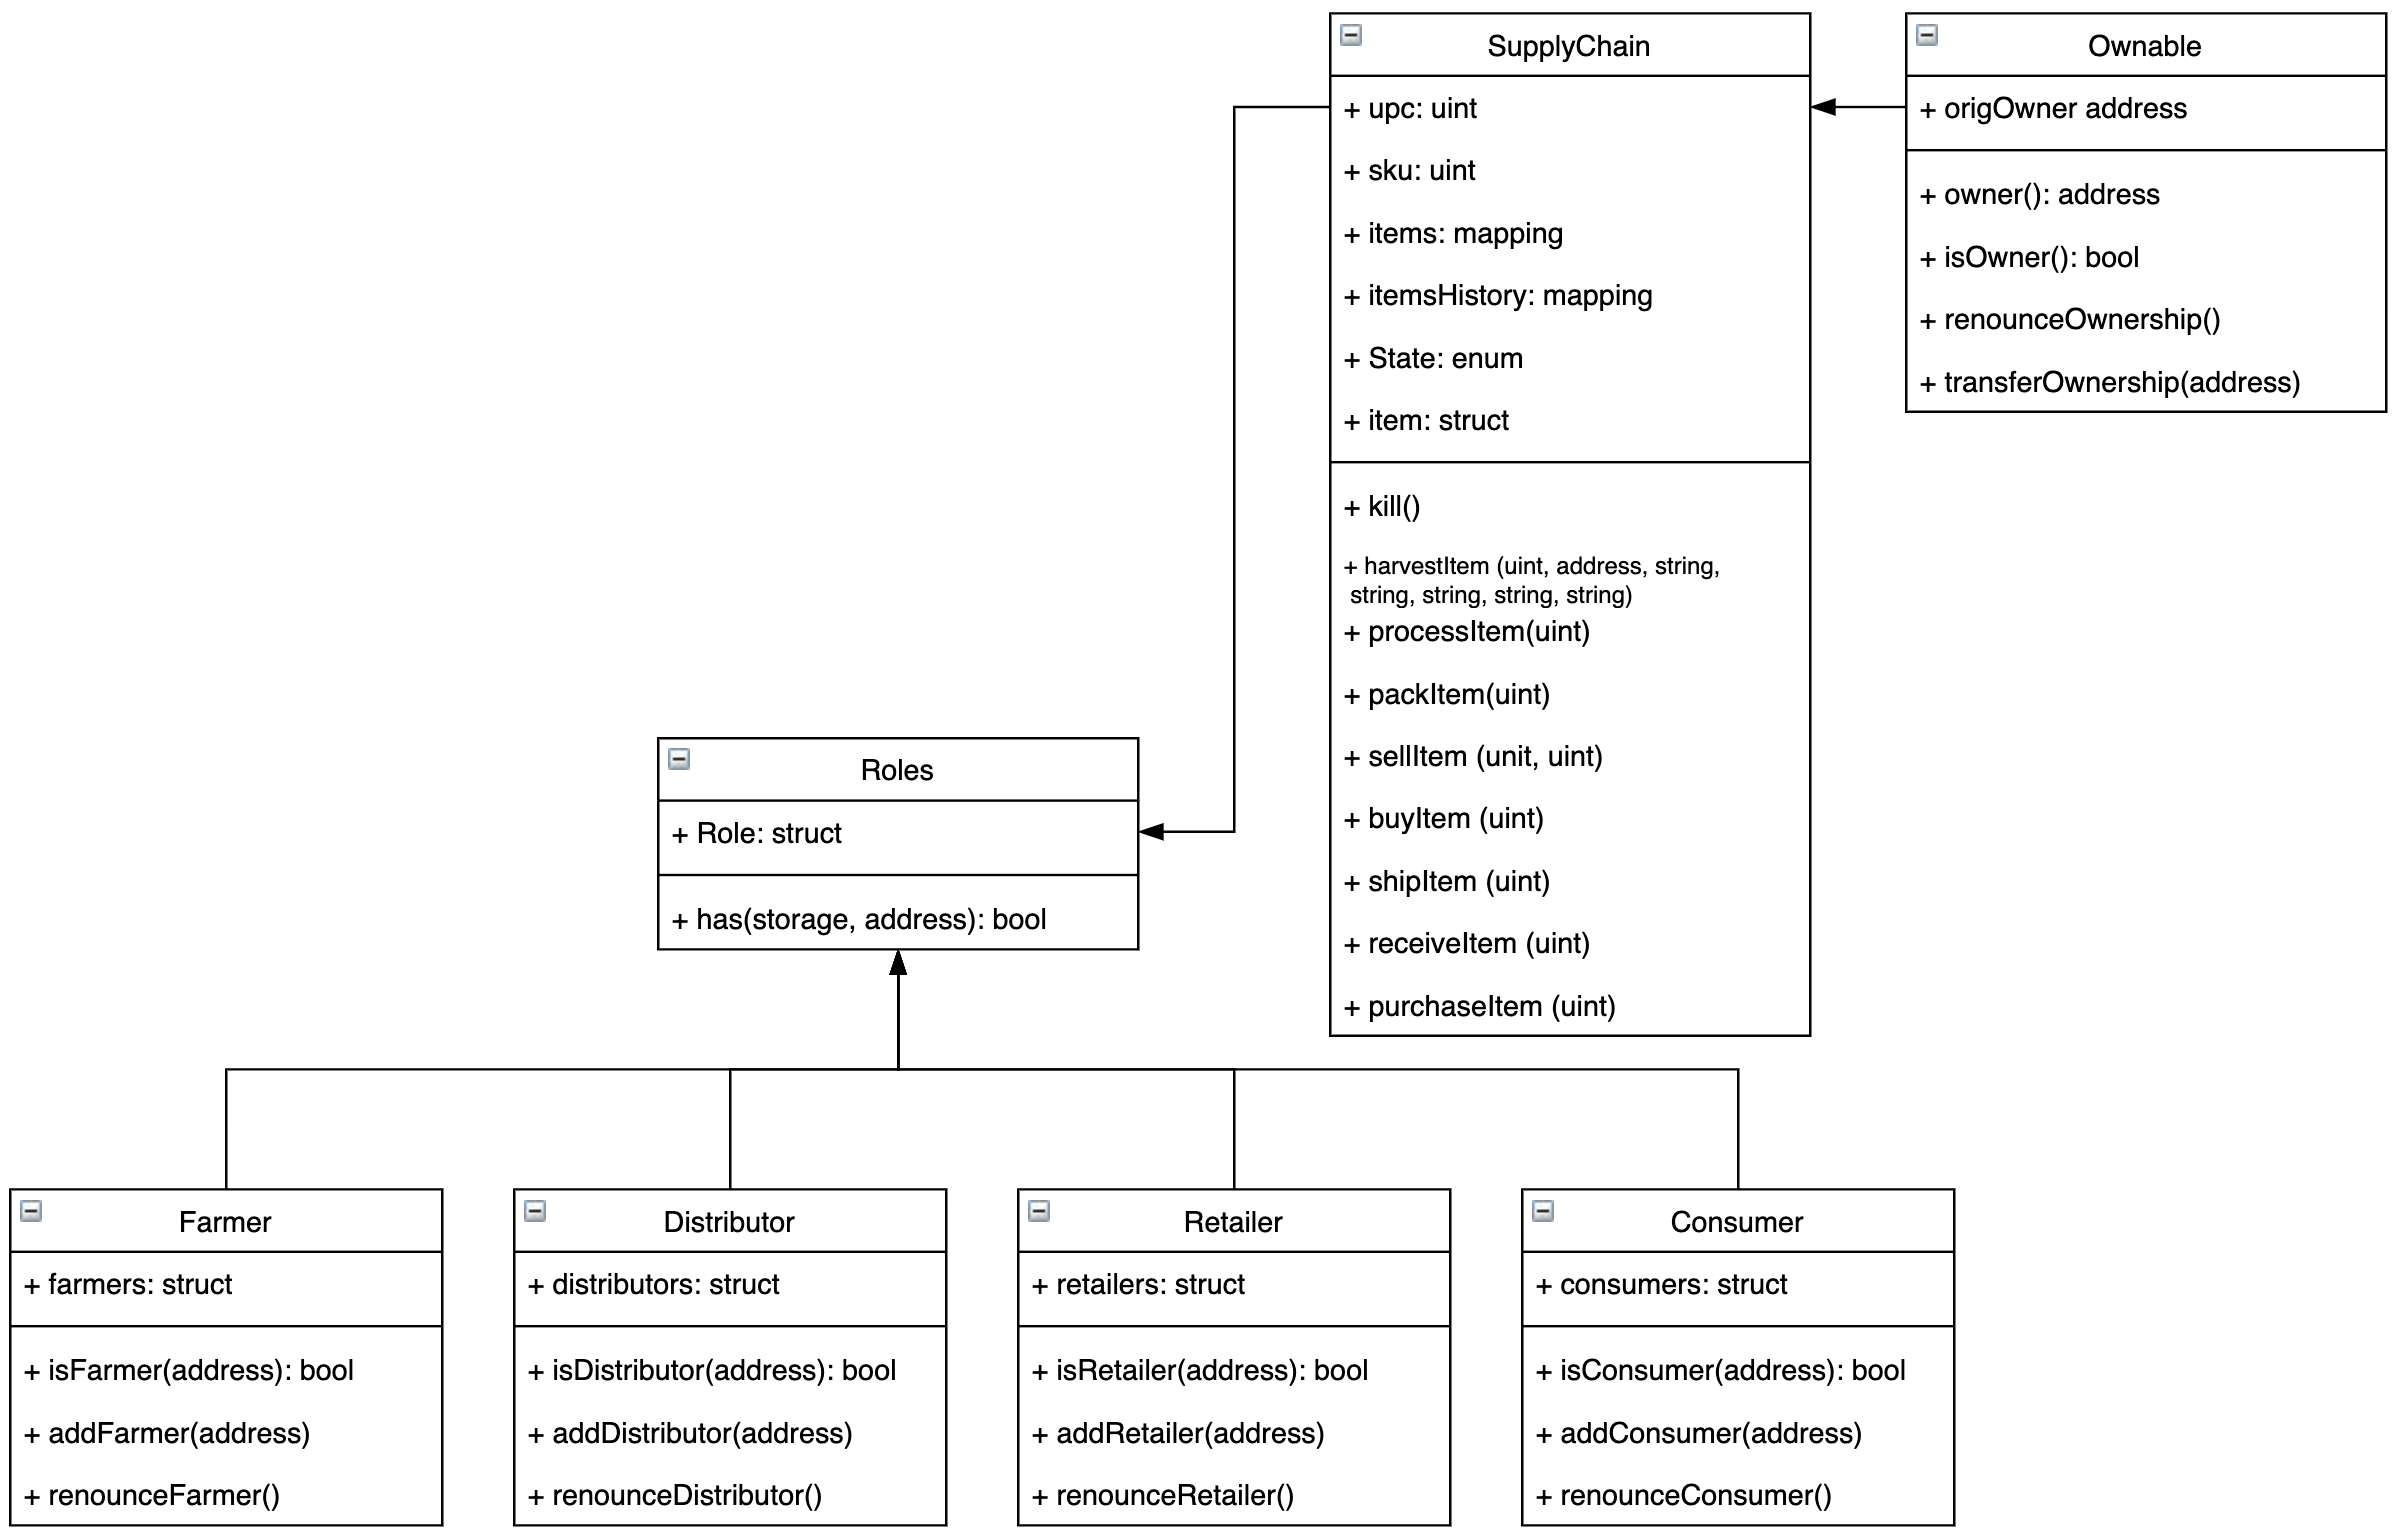 SupplyChain
+ upc: uint
+ sku: uint
+ items: mapping
+ itemsHistory: mapping
+ State: enum
+ item: struct
+ kill()
+ harvestItem (uint, address, string,
string, string, string, string)
+ processItem(uint)
+ packItem(uint)
+ sellItem (unit, uint)
+ buyItem (uint)
+ shipItem (uint)
+ receiveItem (uint)
+ purchaseItem (uint)
Ownable
+ origOwner address
+ owner(): address
+ isOwner(): bool
+ renounceOwnership()
+ transferOwnership(address)
Roles
+ Role: struct
+ has(storage, address): bool
Farmer
+ farmers: struct
+ isFarmer(address): bool
+ addFarmer(address)
+ renounceFarmer()
Distributor
+ distributors: struct
+ isDistributor(address): bool
+ addDistributor(address)
+ renounceDistributor()
Retailer
+ retailers: struct
+ isRetailer(address): bool
+ addRetailer(address)
+ renounceRetailer()
Consumer
+ consumers: struct
+ isConsumer(address): bool
+ addConsumer(address)
+ renounceConsumer()